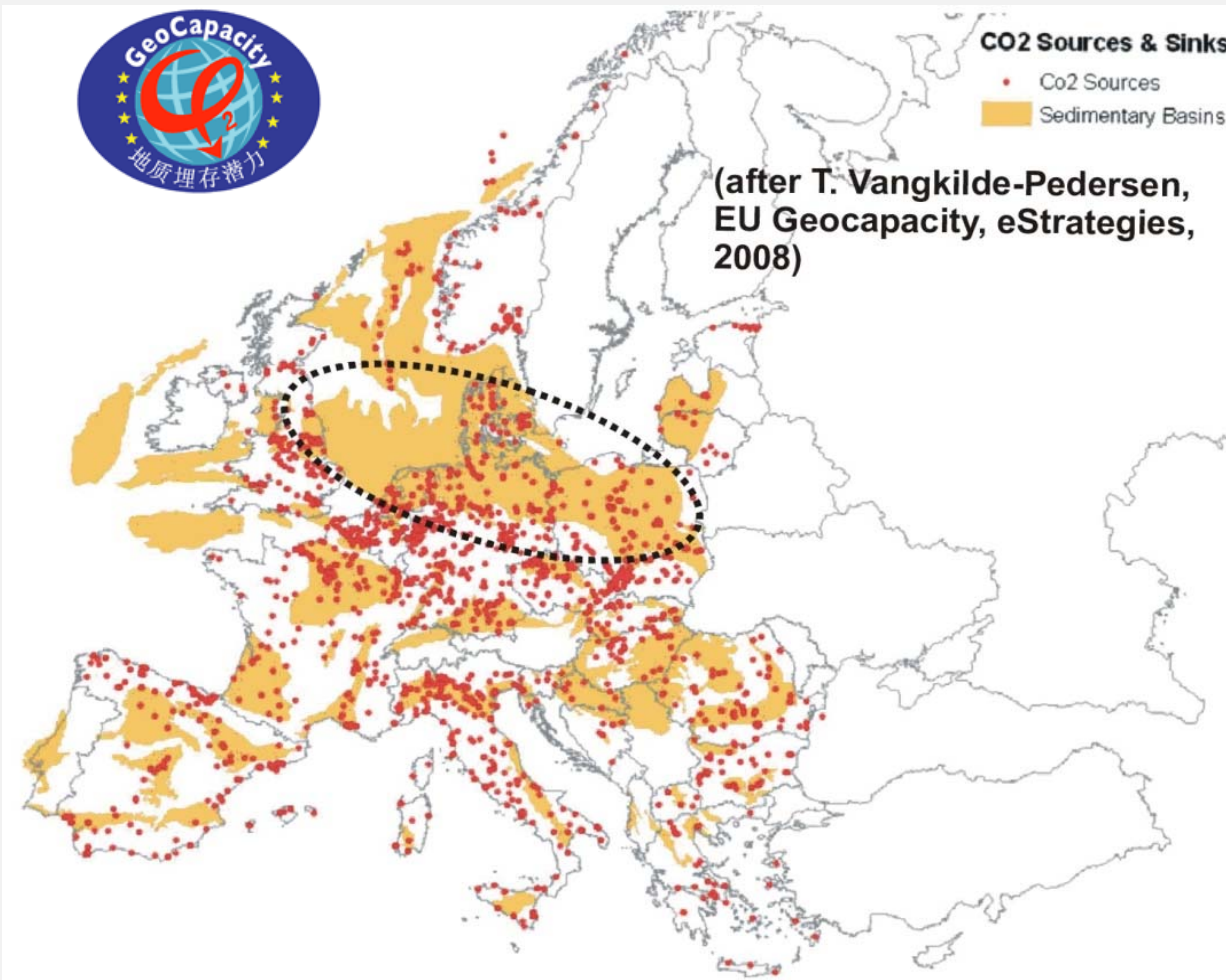 GeoCapacity
2
地质埋存潜力
CO2 Sources & Sinks
Co2 Sources
Sedimentary Basins
(after T. Vangkilde-Pedersen,
EU Geocapacity, eStrategies,
2008)